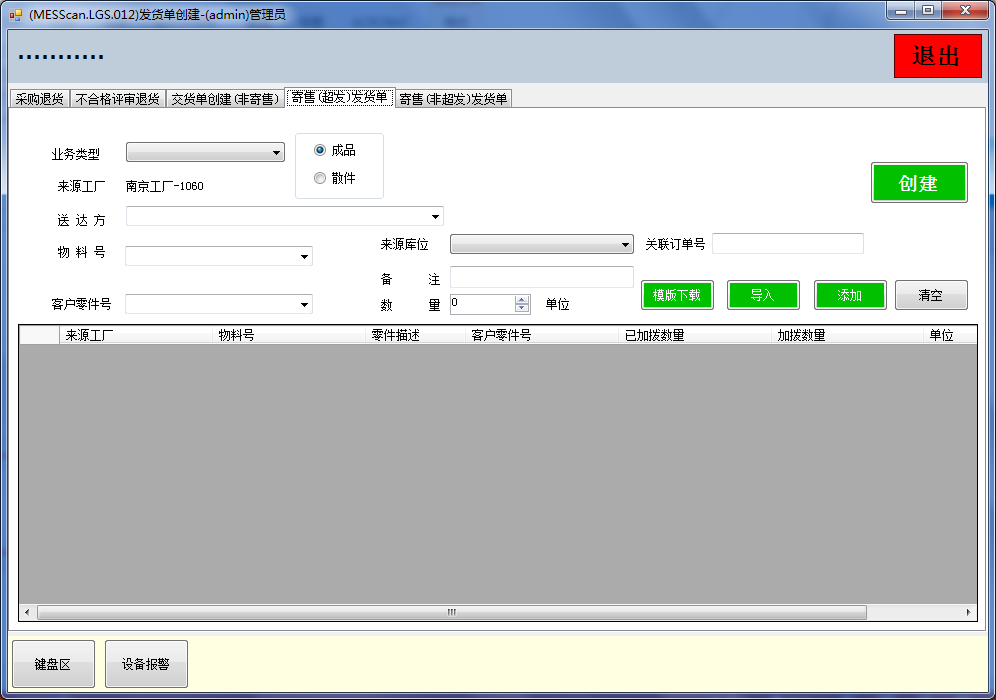 (MESScan.LGS.012)发货单创建-(admin)管理员
...........
退出
采购退货 不合格评审退货 交货单创建(非寄售) 寄售(超发)发货单 寄售(非超发)发货单
业务类型 成品
散件
来源工厂 南京工厂-1060 创建
送 达 方
来源库位 关联订单号
物 料 号
备 注
模版下载 导入 添加 清空
客户零件号 数 量 0 单位
来源工厂 物料号 零件描述 客户零件号 已加拨数量 加拨数量 单位
键盘区 设备报警